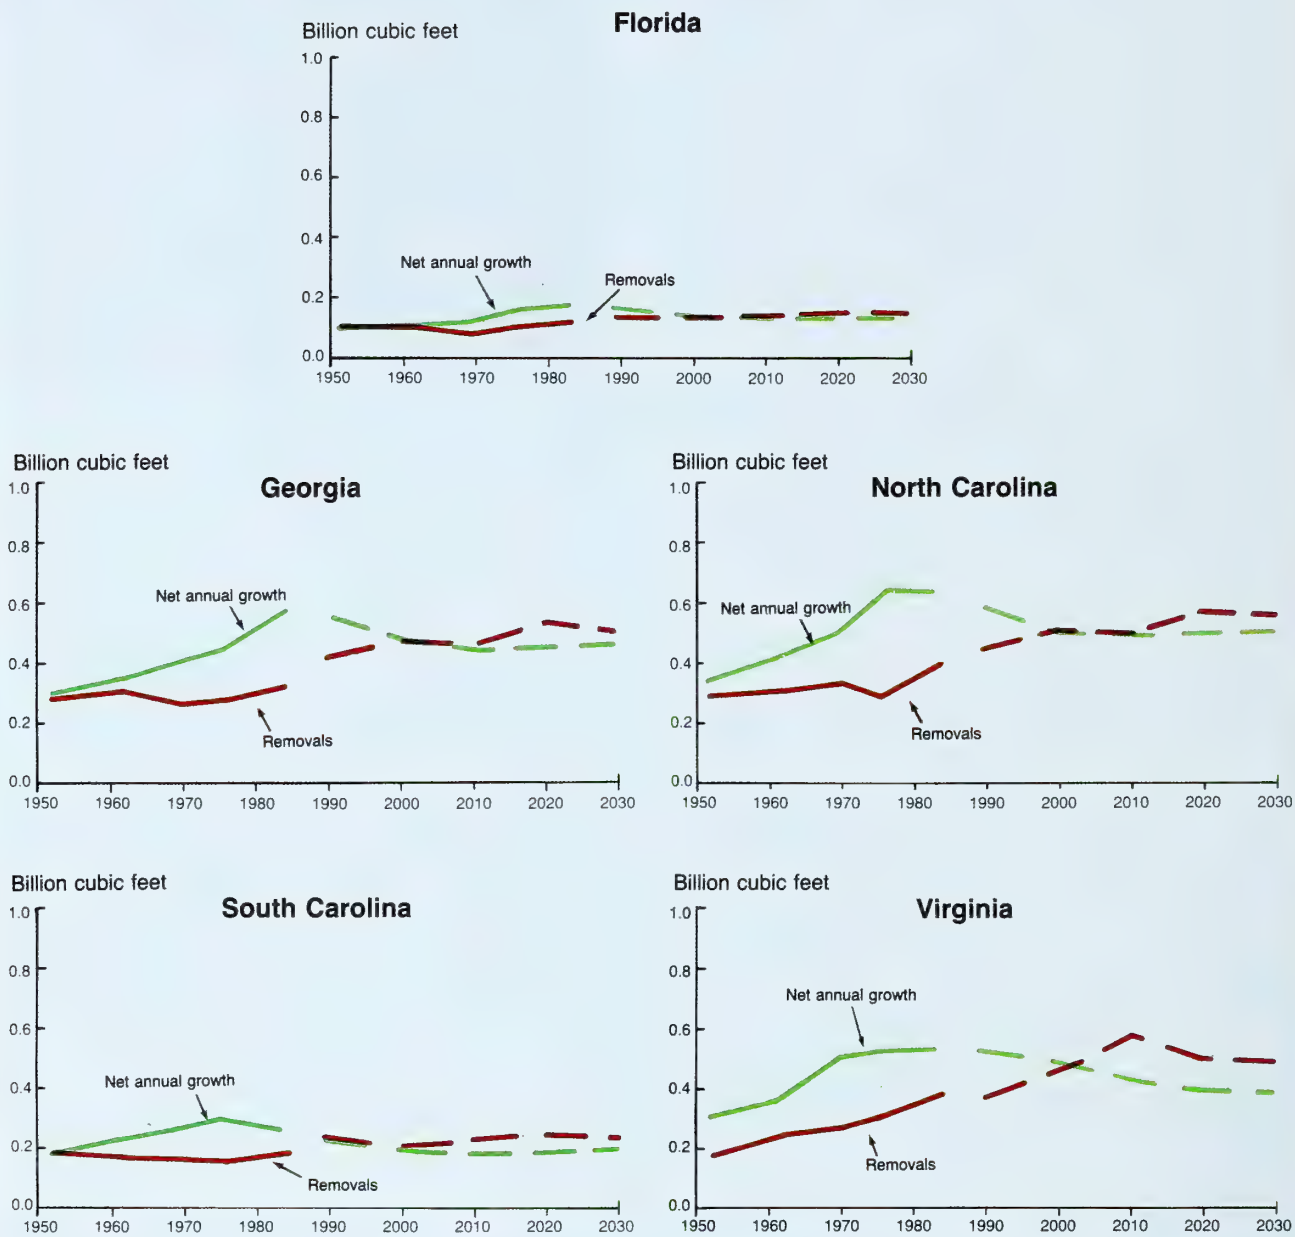 Florida
Billion cubic feet
1.0
0.8
0.6
0.4
0.2
0.0
Net annual growth
Removals
1950 1960 1970 1980 1990 2000 2010 2020 2030
Billion cubic feet
Georgia
1.0
0.8
0.6
0.4
0.2
0.0
Net annual growth
Removals
1950 1960 1970 1980 1990 2000 2010 2020 2030
Billion cubic feet
North Carolina
1.0
0.8
0.6
0.4
0.2
0.0
Net annual growth
Removals
1950 1960 1970 1980 1990 2000 2010 2020 2030
Billion cubic feet
South Carolina
1.0
0.8
0.6
0.4
0.2
0.0
Net annual growth
Removals
1950 1960 1970 1980 1990 2000 2010 2020 2030
Billion cubic feet
Virginia
1.0
0.8
0.6
0.4
0.2
0.0
Net annual growth
Removals
1950 1960 1970 1980 1990 2000 2010 2020 2030